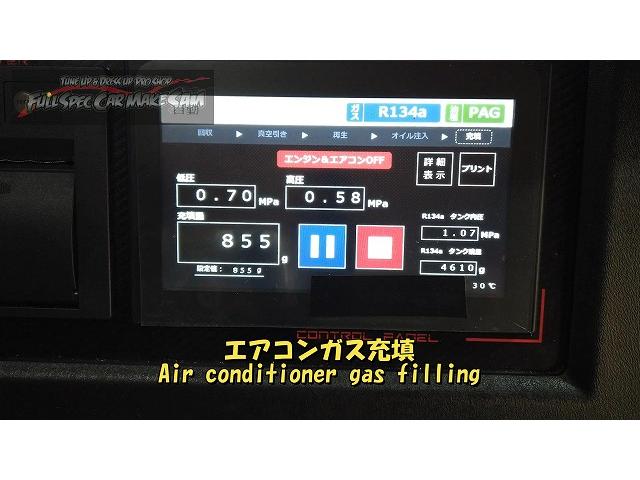 TUNE UP & DRESS UP PRO SHOP
FULLSPEC CAR MAKE SAM
自動
ガス R134a
PAG
回収 ▶ 真空引き ▶ 再生 ▶ オイル注入 ▶ 充填
エンジン&エアコンOFF
詳細表示
プリント
低圧
高圧
0.70 MPa
0.58 MPa
R134a タンク内圧
1.07 MPa
充填量
855 g
R134a タンク残量
4610 g
設定値： 855g
30℃
CONTROL PANEL
エアコンガス充填
Air conditioner gas filling